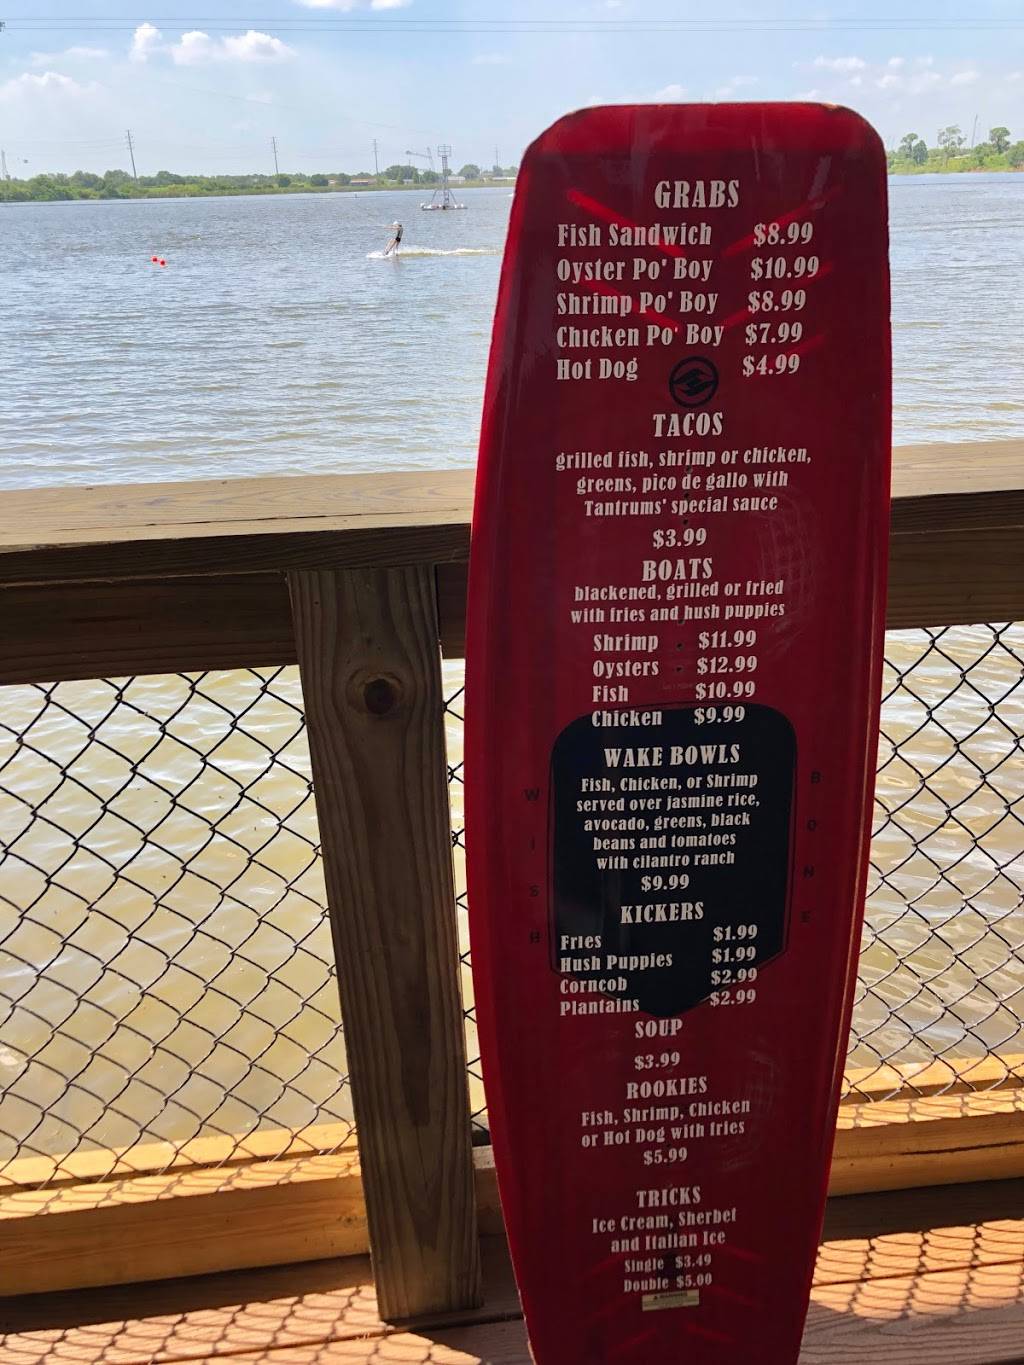 GRABS
Fish Sandwich $8.99
Oyster Po' Boy $10.99
Shrimp Po' Boy $8.99
Chicken Po' Boy $7.99
Hot Dog $4.99
TACOS
grilled fish, shrimp or chicken,
greens, pico de gallo with
Tantrums' special sauce
$3.99
BOATS
blackened, grilled or fried
with fries and hush puppies
Shrimp $11.99
Oysters $12.99
Fish $10.99
Chicken $9.99
WAKE BOWLS
Fish, Chicken, or Shrimp
served over jasmine rice,
avocado, greens, black
beans and tomatoes
with cilantro ranch
$9.99
KICKERS
Fries $1.99
Hush Puppies $1.99
Corncob $2.99
Plantains $2.99
SOUP
$3.99
ROOKIES
Fish, Shrimp, Chicken
or Hot Dog with fries
$5.99
TRICKS
Ice Cream, Sherbet
and Italian Ice
Single $3.49
Double $5.00
WARNING
WISH
BONE